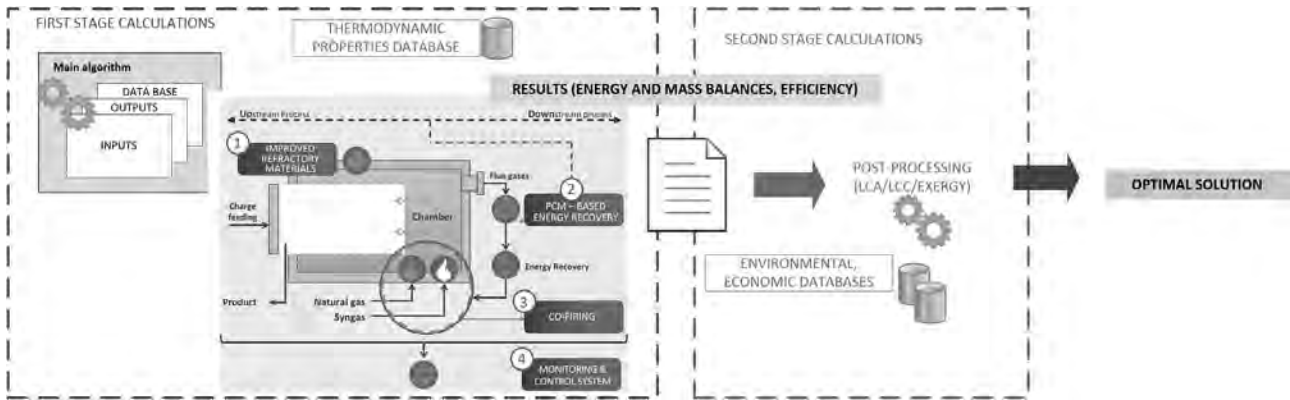 FIRST STAGE CALCULATIONS
THERMODYNAMIC
PROPERTIES DATABASE
SECOND STAGE CALCULATIONS
Main algorithm
DATA BASE
OUTPUTS
INPUTS
RESULTS (ENERGY AND MASS BALANCES, EFFICIENCY)
Upstream Process
Downstream process
1
IMPROVED
REFRACTORY
MATERIALS
Flue gases
2
PCM – BASED
ENERGY RECOVERY
Charge
feeding
Chamber
Energy Recovery
Product
Natural gas
Syngas
3
CO-FIRING
4
MONITORING &
CONTROL SYSTEM
POST-PROCESSING
(LCA/LCC/EXERGY)
ENVIRONMENTAL,
ECONOMIC DATABASES
OPTIMAL SOLUTION